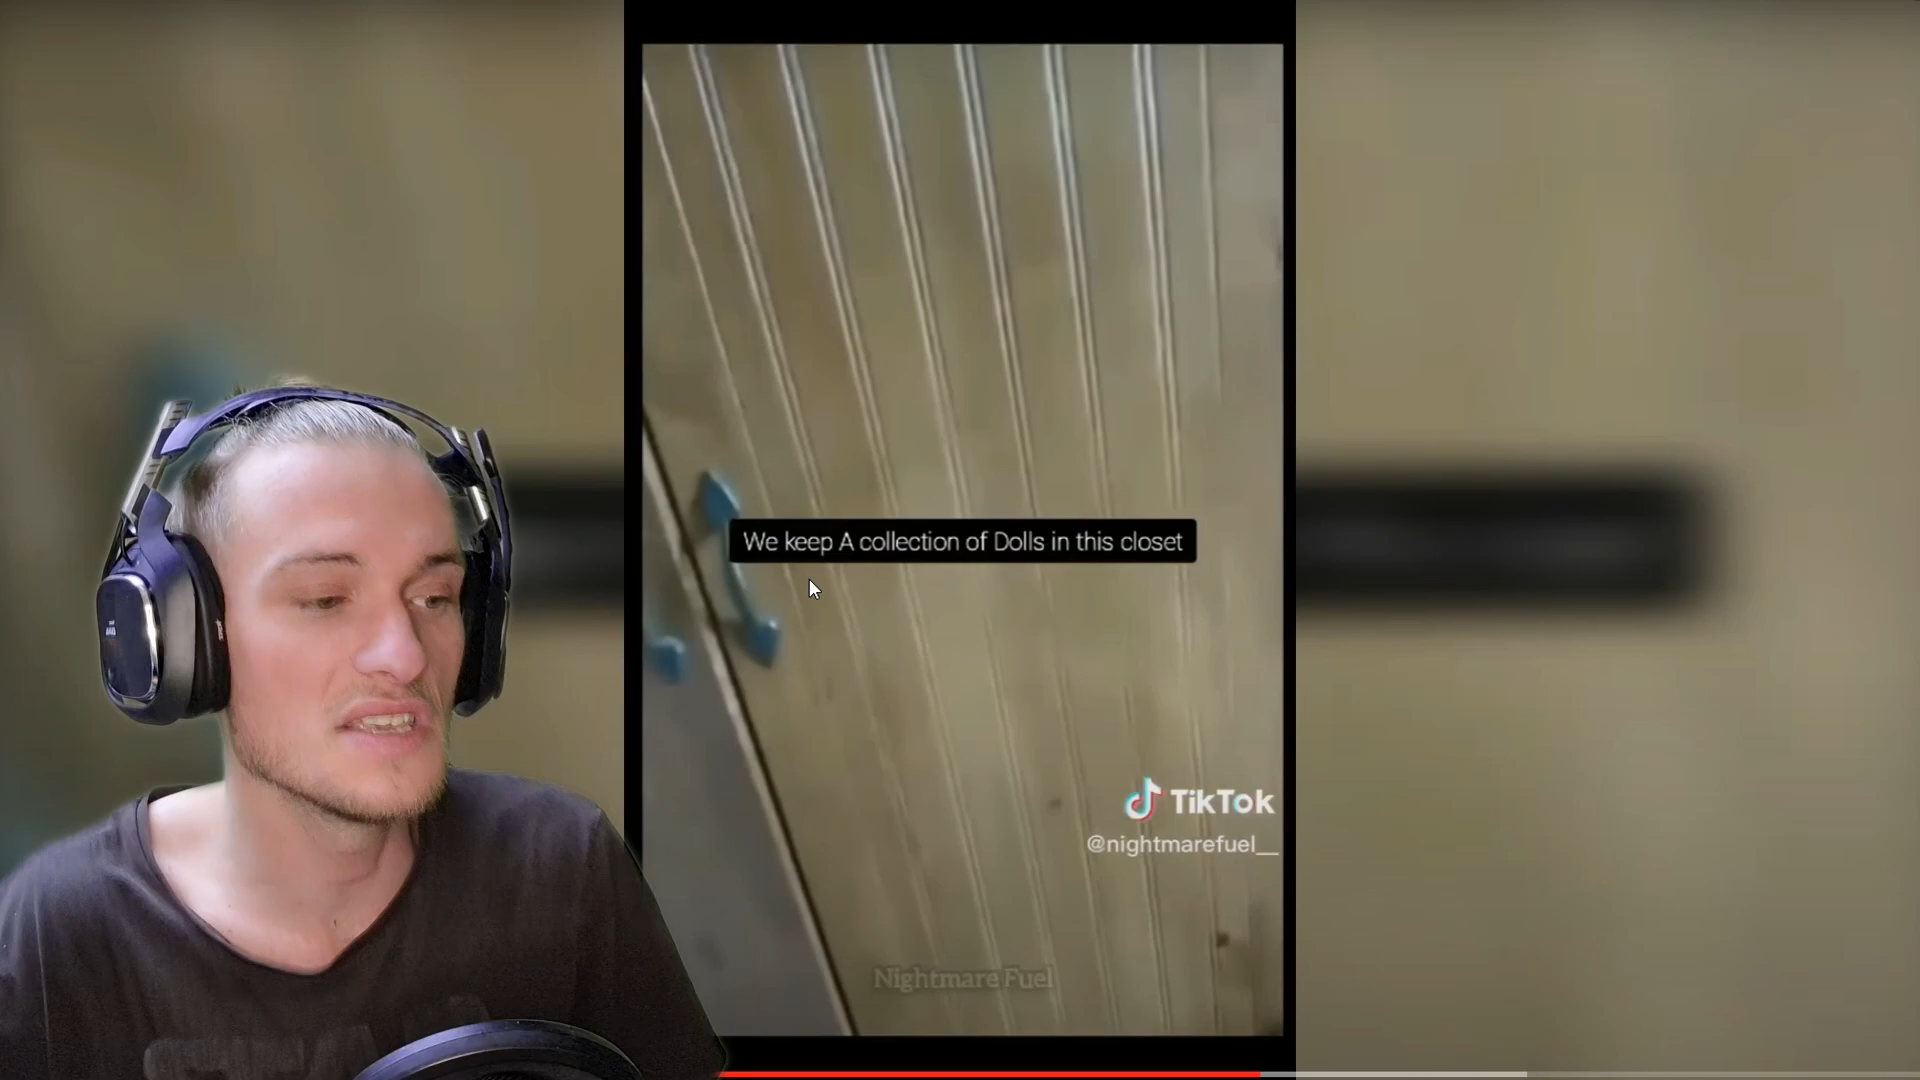 We keep A collection of Dolls in this closet
TikTok
@nightmarefuel__
Nightmare Fuel